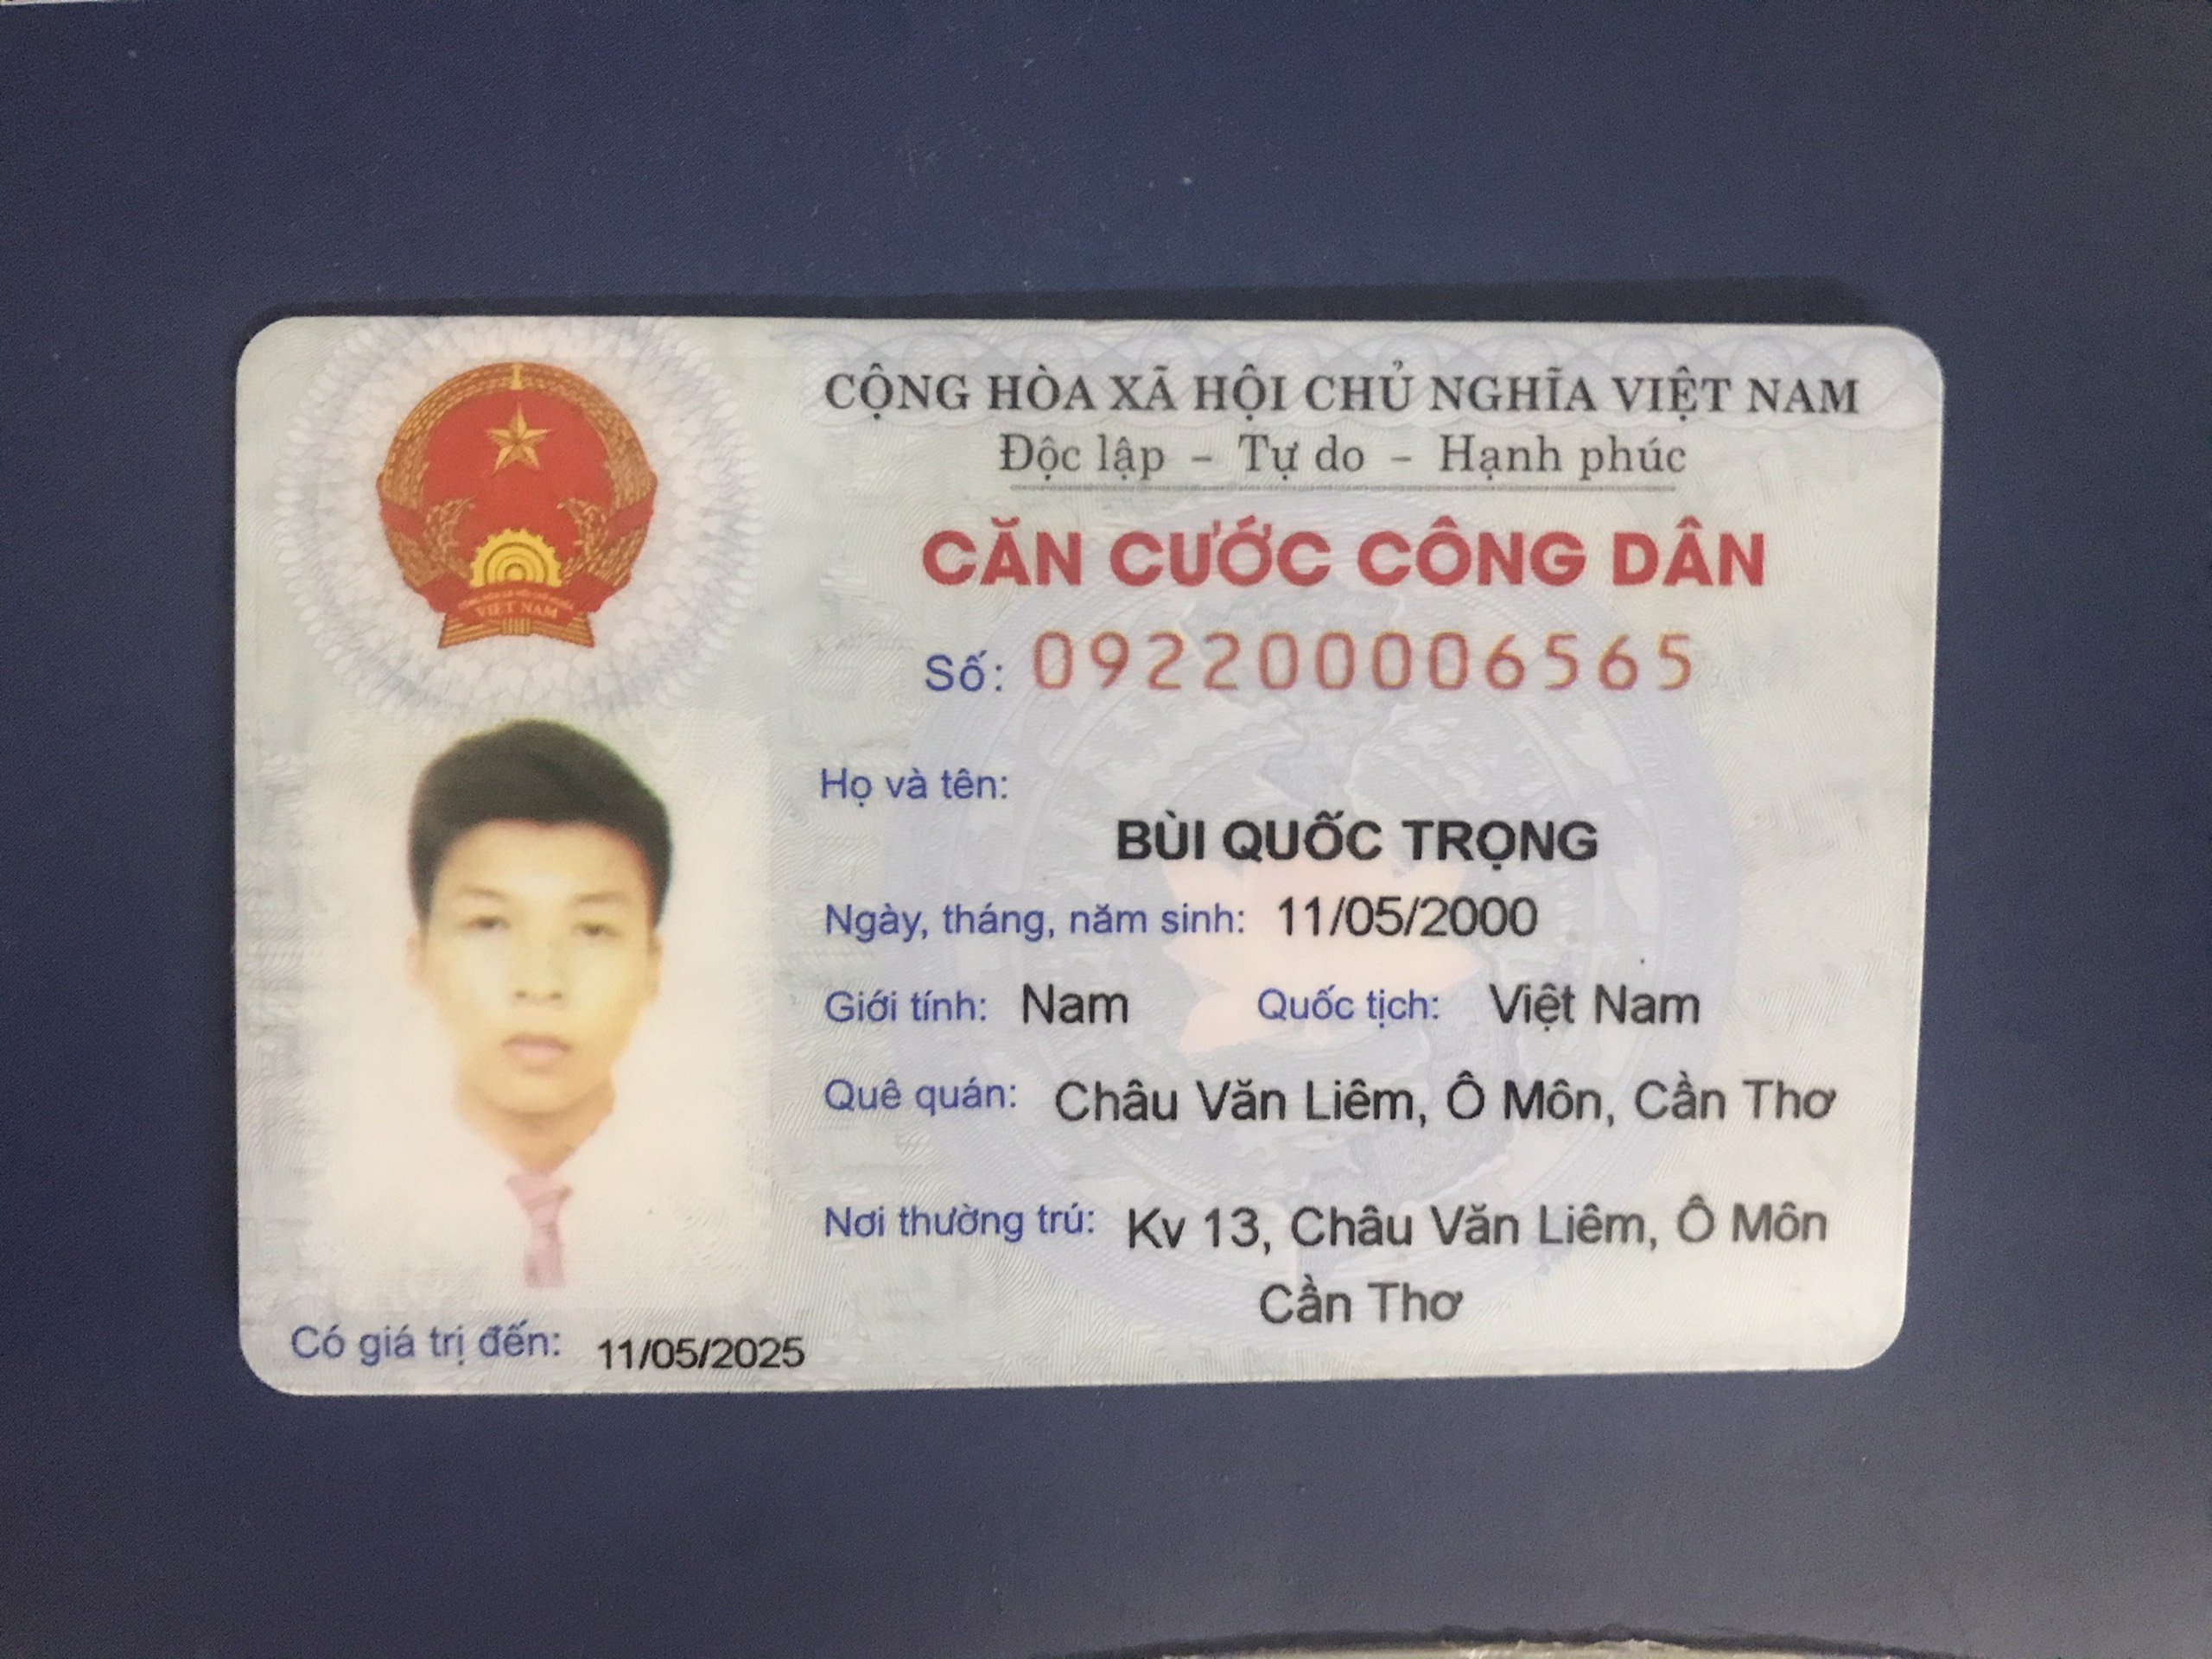 CỘNG HÒA XÃ HỘI CHỦ NGHĨA VIỆT NAM
Độc lập – Tự do – Hạnh phúc
CĂN CƯỚC CÔNG DÂN
Số: 092200006565
Họ và tên:
BÙI QUỐC TRỌNG
Ngày, tháng, năm sinh: 11/05/2000
Giới tính: Nam Quốc tịch: Việt Nam
Quê quán: Châu Văn Liêm, Ô Môn, Cần Thơ
Nơi thường trú: Kv 13, Châu Văn Liêm, Ô Môn
Cần Thơ
Có giá trị đến: 11/05/2025
VIỆT NAM